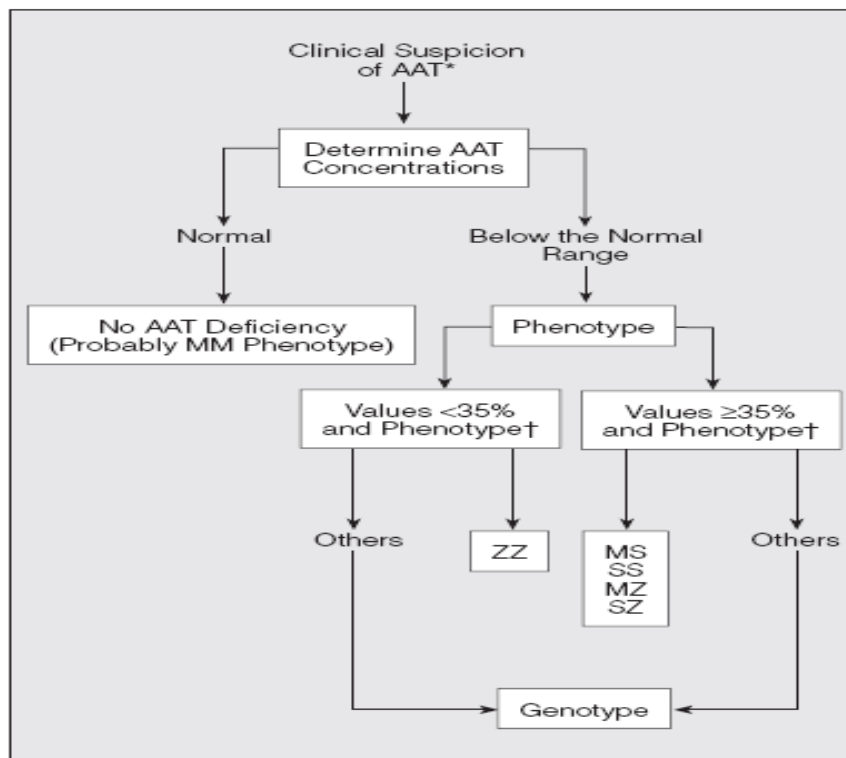 Clinical Suspicion
of AAT*
Determine AAT
Concentrations
Normal
Below the Normal
Range
No AAT Deficiency
(Probably MM Phenotype)
Phenotype
Values <35%
and Phenotype†
Values ≥35%
and Phenotype†
Others
ZZ
MS
SS
MZ
SZ
Others
Genotype